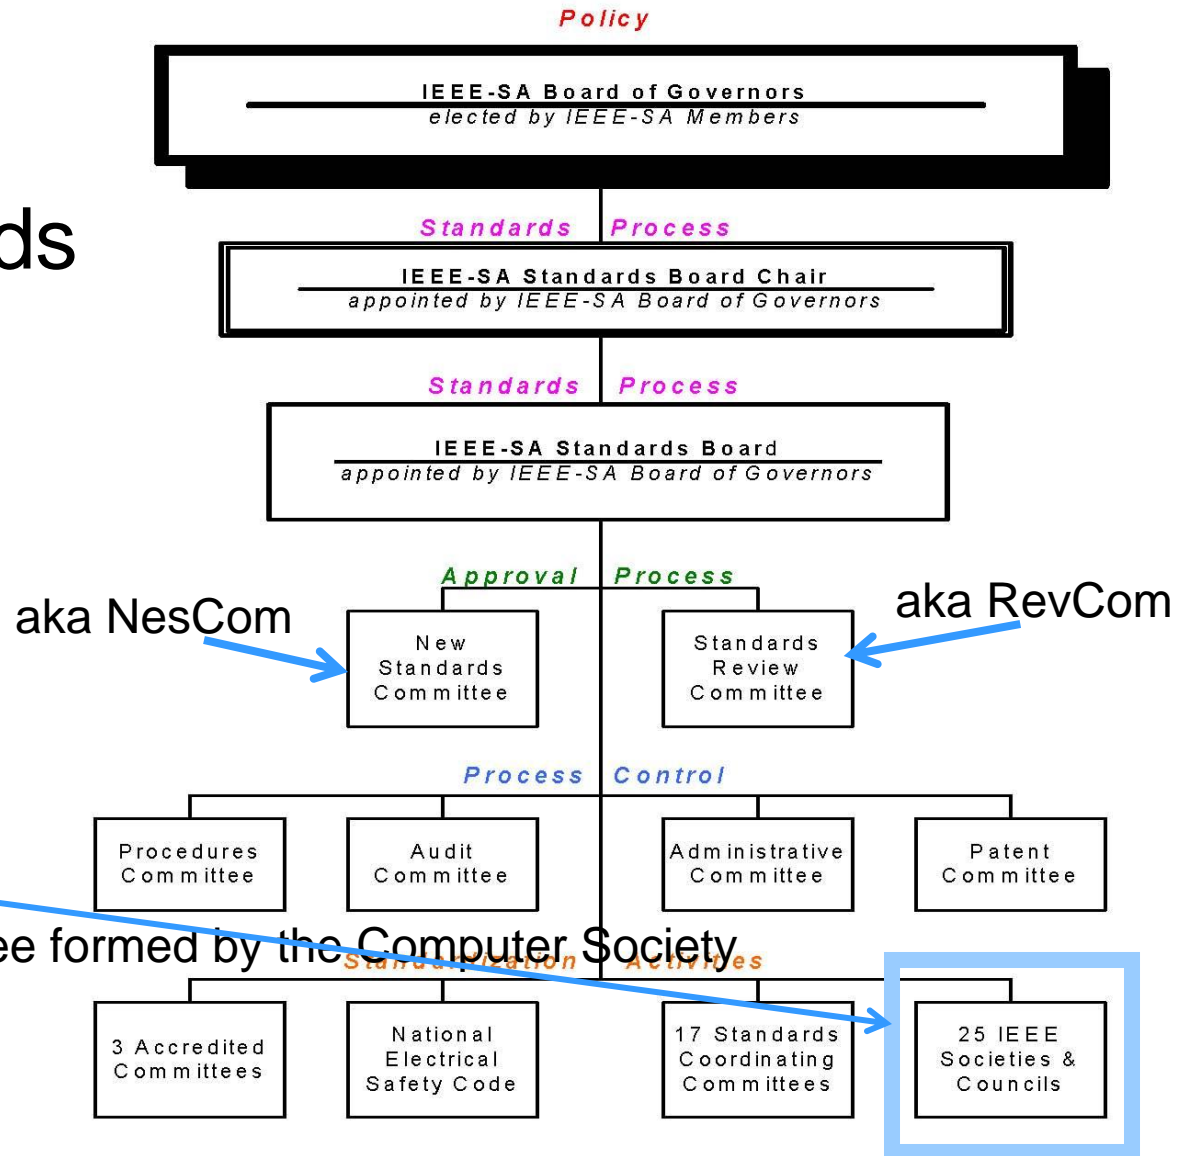 Policy
IEEE-SA Board of Governors
elected by IEEE-SA Members
ds
Standards Process
IEEE-SA Standards Board Chair
appointed by IEEE-SA Board of Governors
Standards Process
IEEE-SA Standards Board
appointed by IEEE-SA Board of Governors
Approval Process
aka NesCom
aka RevCom
New
Standards
Committee
Standards
Review
Committee
Process Control
Procedures
Committee
Audit
Committee
Administrative
Committee
Patent
Committee
ee formed by the Computer Society
Standardization Activities
3 Accredited
Committees
National
Electrical
Safety Code
17 Standards
Coordinating
Committees
25 IEEE
Societies &
Councils